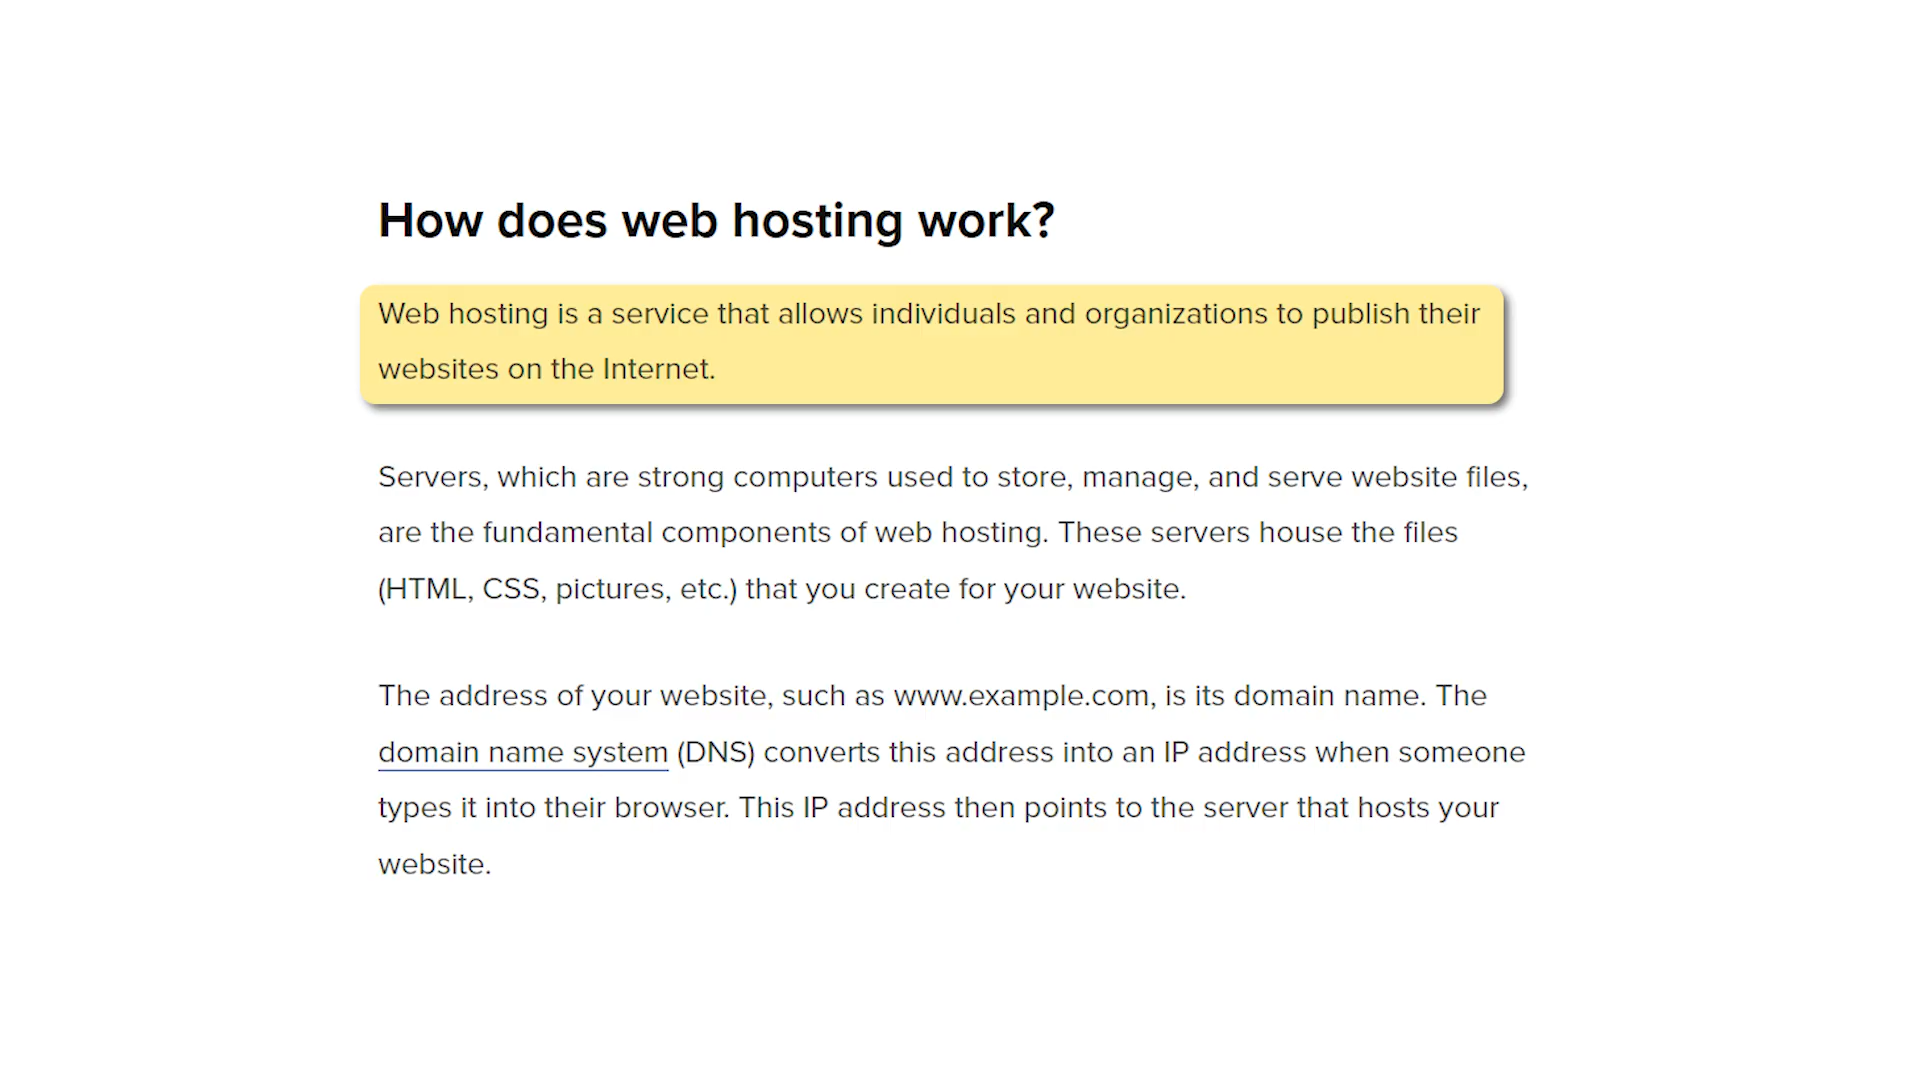 How does web hosting work?
Web hosting is a service that allows individuals and organizations to publish their
websites on the Internet.
Servers, which are strong computers used to store, manage, and serve website files,
are the fundamental components of web hosting. These servers house the files
(HTML, CSS, pictures, etc.) that you create for your website.
The address of your website, such as www.example.com, is its domain name. The
domain name system (DNS) converts this address into an IP address when someone
types it into their browser. This IP address then points to the server that hosts your
website.